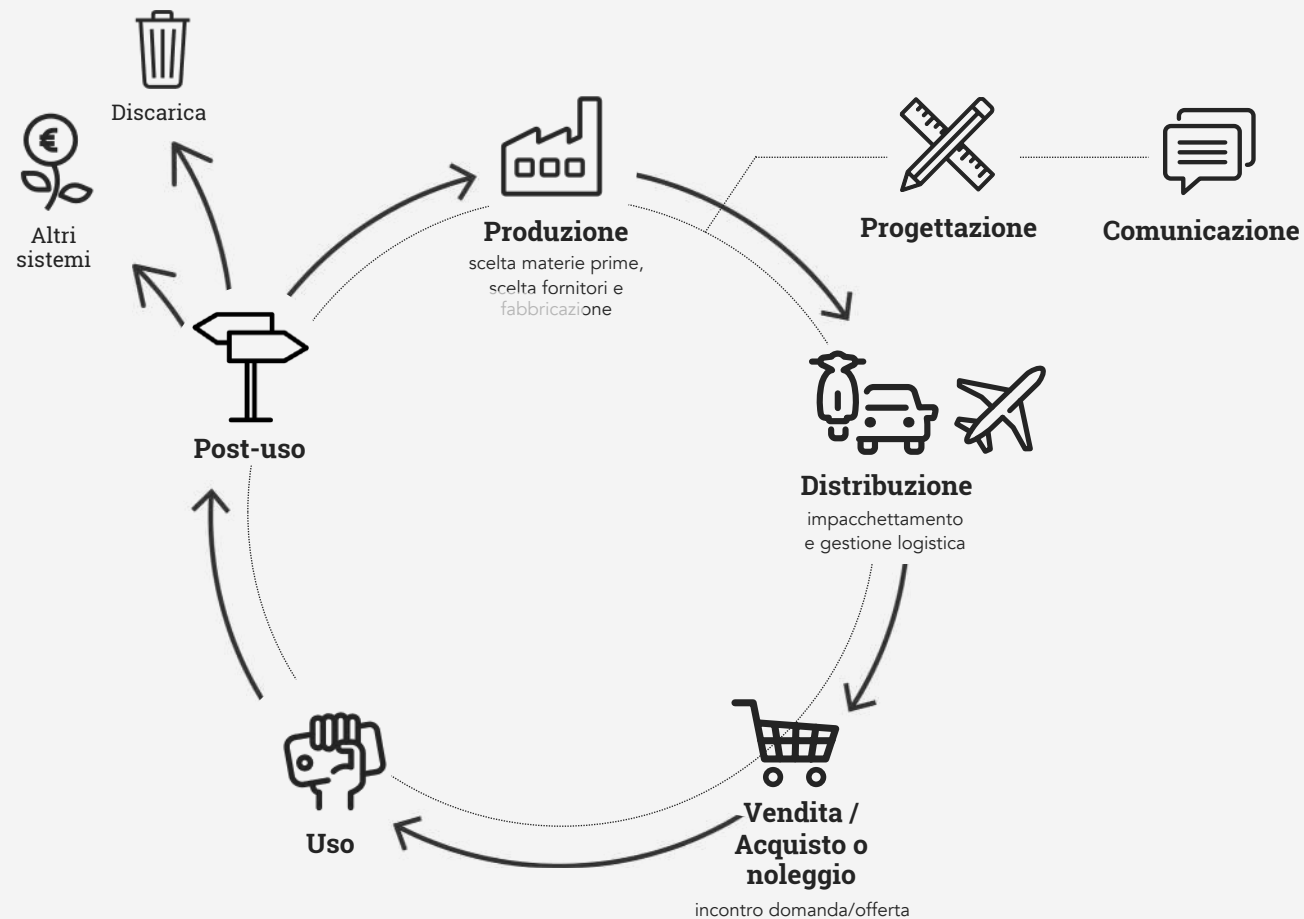 Discarica
Altri
sistemi
€
Produzione
scelta materie prime,
scelta fornitori e
fabbricazione
Progettazione
Comunicazione
Distribuzione
impacchettamento
e gestione logistica
Post-uso
Uso
Vendita /
Acquisto o
noleggio
incontro domanda/offerta